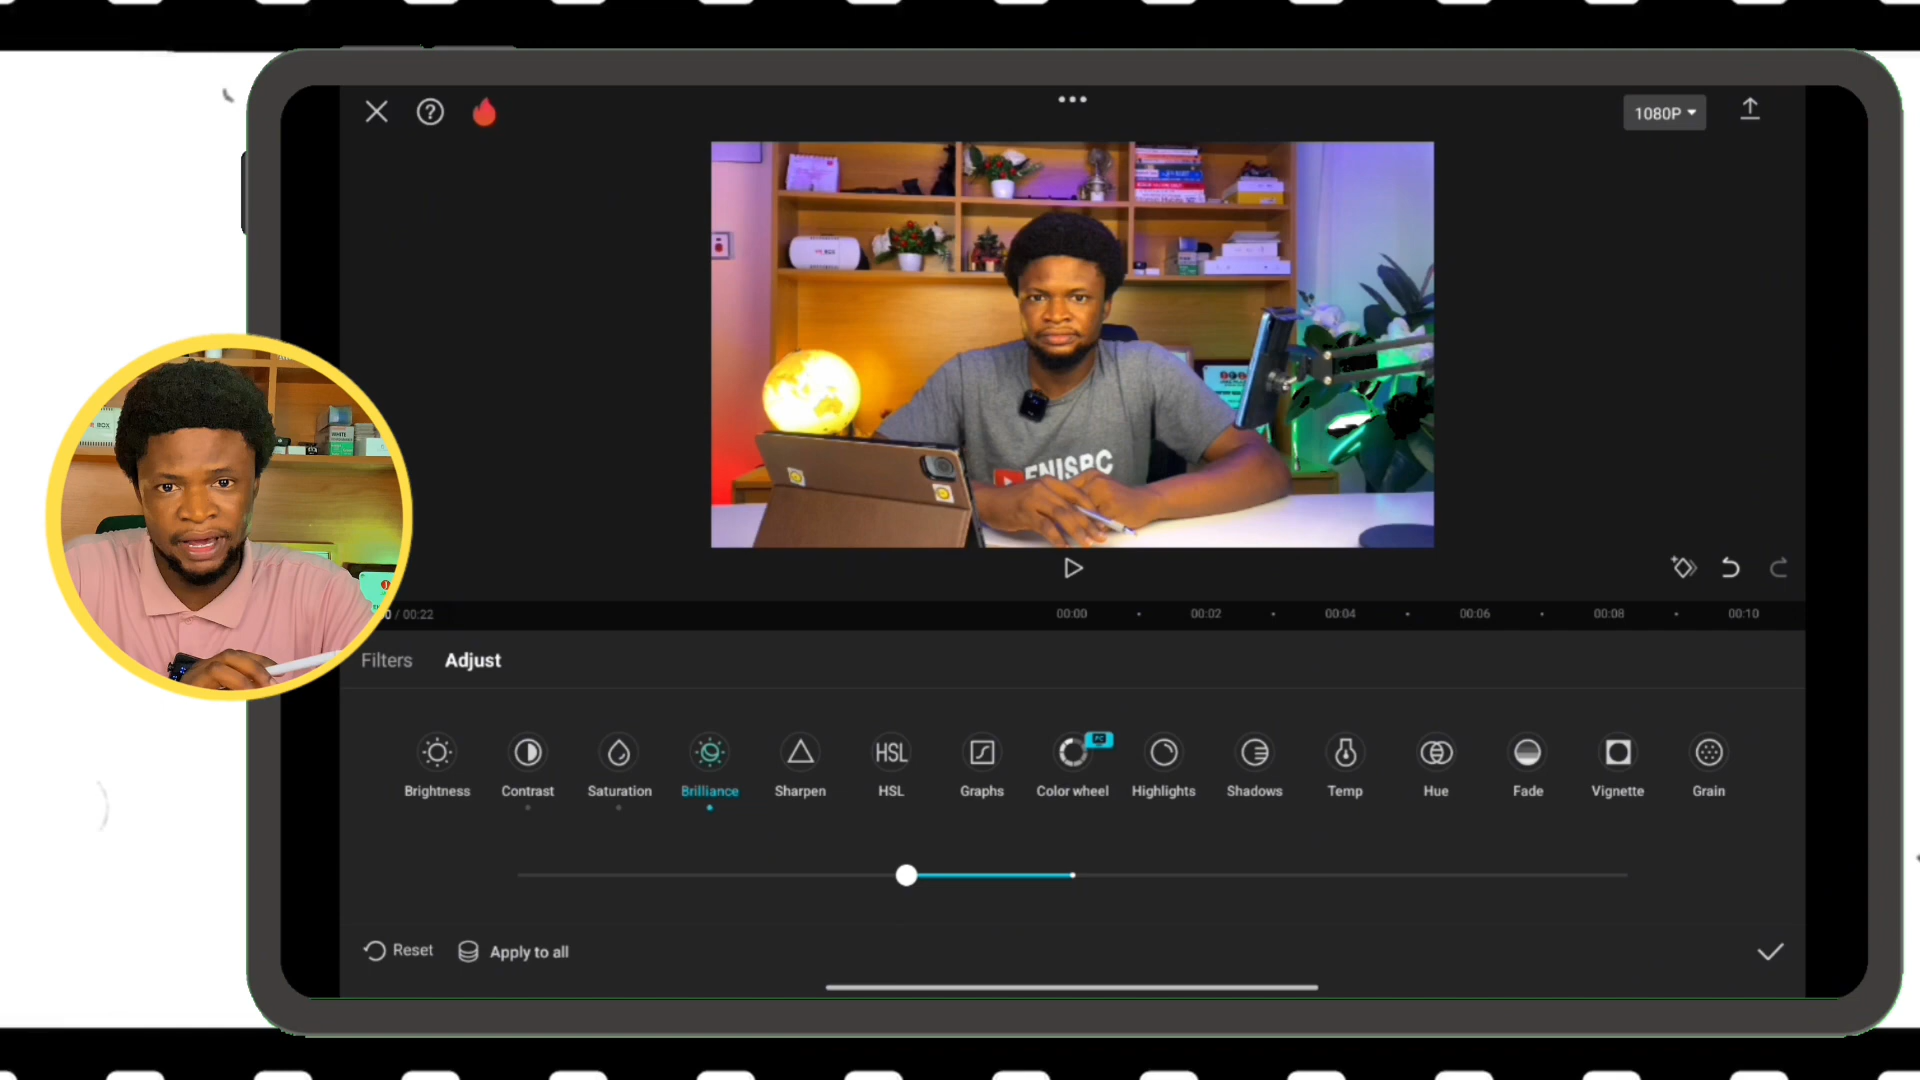 1080P
ENISRC
/ 00:22
00:00
00:02
00:04
00:06
00:08
00:10
Filters
Adjust
HSL
PC
Brightness
Contrast
Saturation
Brilliance
Sharpen
HSL
Graphs
Color wheel
Highlights
Shadows
Temp
Hue
Fade
Vignette
Grain
Reset
Apply to all